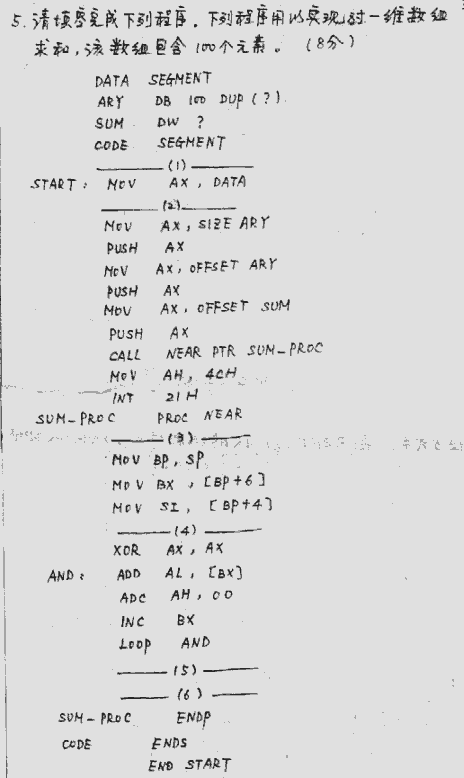 5. 请填空完成下列程序. 下列程序用以实现对一维数组
求和, 该数组包含100个元素。 (8分)
DATA SEGMENT
ARY DB 100 DUP (?)
SUM DW ?
CODE SEGMENT
(1)
START: MOV AX, DATA
(2)
MOV AX, SIZE ARY
PUSH AX
MOV AX, OFFSET ARY
PUSH AX
MOV AX, OFFSET SUM
PUSH AX
CALL NEAR PTR SUM-PROC
MOV AH, 4CH
INT 21H
SUM-PROC PROC NEAR
(3)
MOV BP, SP
MOV BX, [BP+6]
MOV SI, [BP+4]
(4)
XOR AX, AX
AND: ADD AL, [BX]
ADC AH, 00
INC BX
LOOP AND
(5)
(6)
SUM-PROC ENDP
CODE ENDS
END START